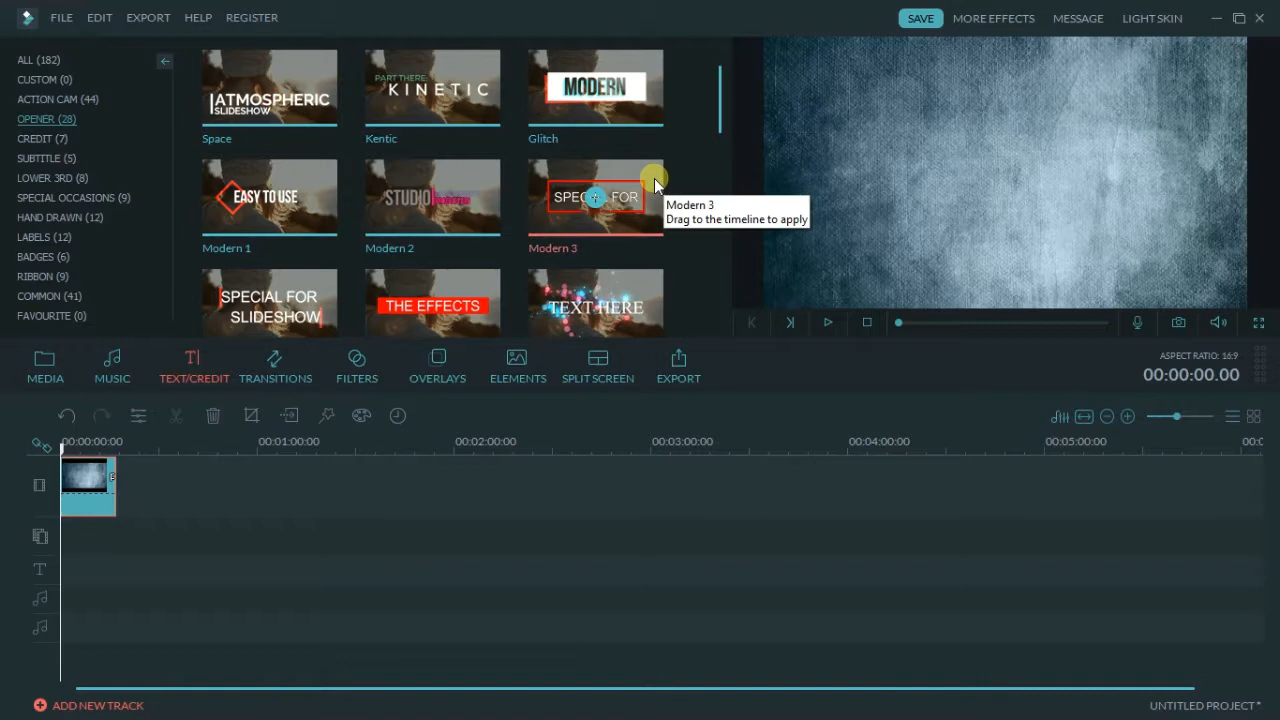 FILE EDIT EXPORT HELP REGISTER SAVE MORE EFFECTS MESSAGE LIGHT SKIN
ALL (182)
CUSTOM (0)
ACTION CAM (44)
OPENER (28)
CREDIT (7)
SUBTITLE (5)
LOWER 3RD (8)
SPECIAL OCCASIONS (9)
HAND DRAWN (12)
LABELS (12)
BADGES (6)
RIBBON (9)
COMMON (41)
FAVOURITE (0)
ATMOSPHERIC
SLIDESHOW
Space
PART THERE:
KINETIC
Kentic
MODERN
Glitch
EASY TO USE
Modern 1
STUDIO
Modern 2
FOR
Modern 3
Modern 3
Drag to the timeline to apply
SPECIAL FOR
SLIDESHOW
THE EFFECTS
TEXT HERE
MEDIA MUSIC TEXT/CREDIT TRANSITIONS FILTERS OVERLAYS ELEMENTS SPLIT SCREEN EXPORT
ASPECT RATIO: 16:9
00:00:00.00
00:00:00:00 00:01:00:00 00:02:00:00 00:03:00:00 00:04:00:00 00:05:00:00
ADD NEW TRACK
UNTITLED PROJECT*